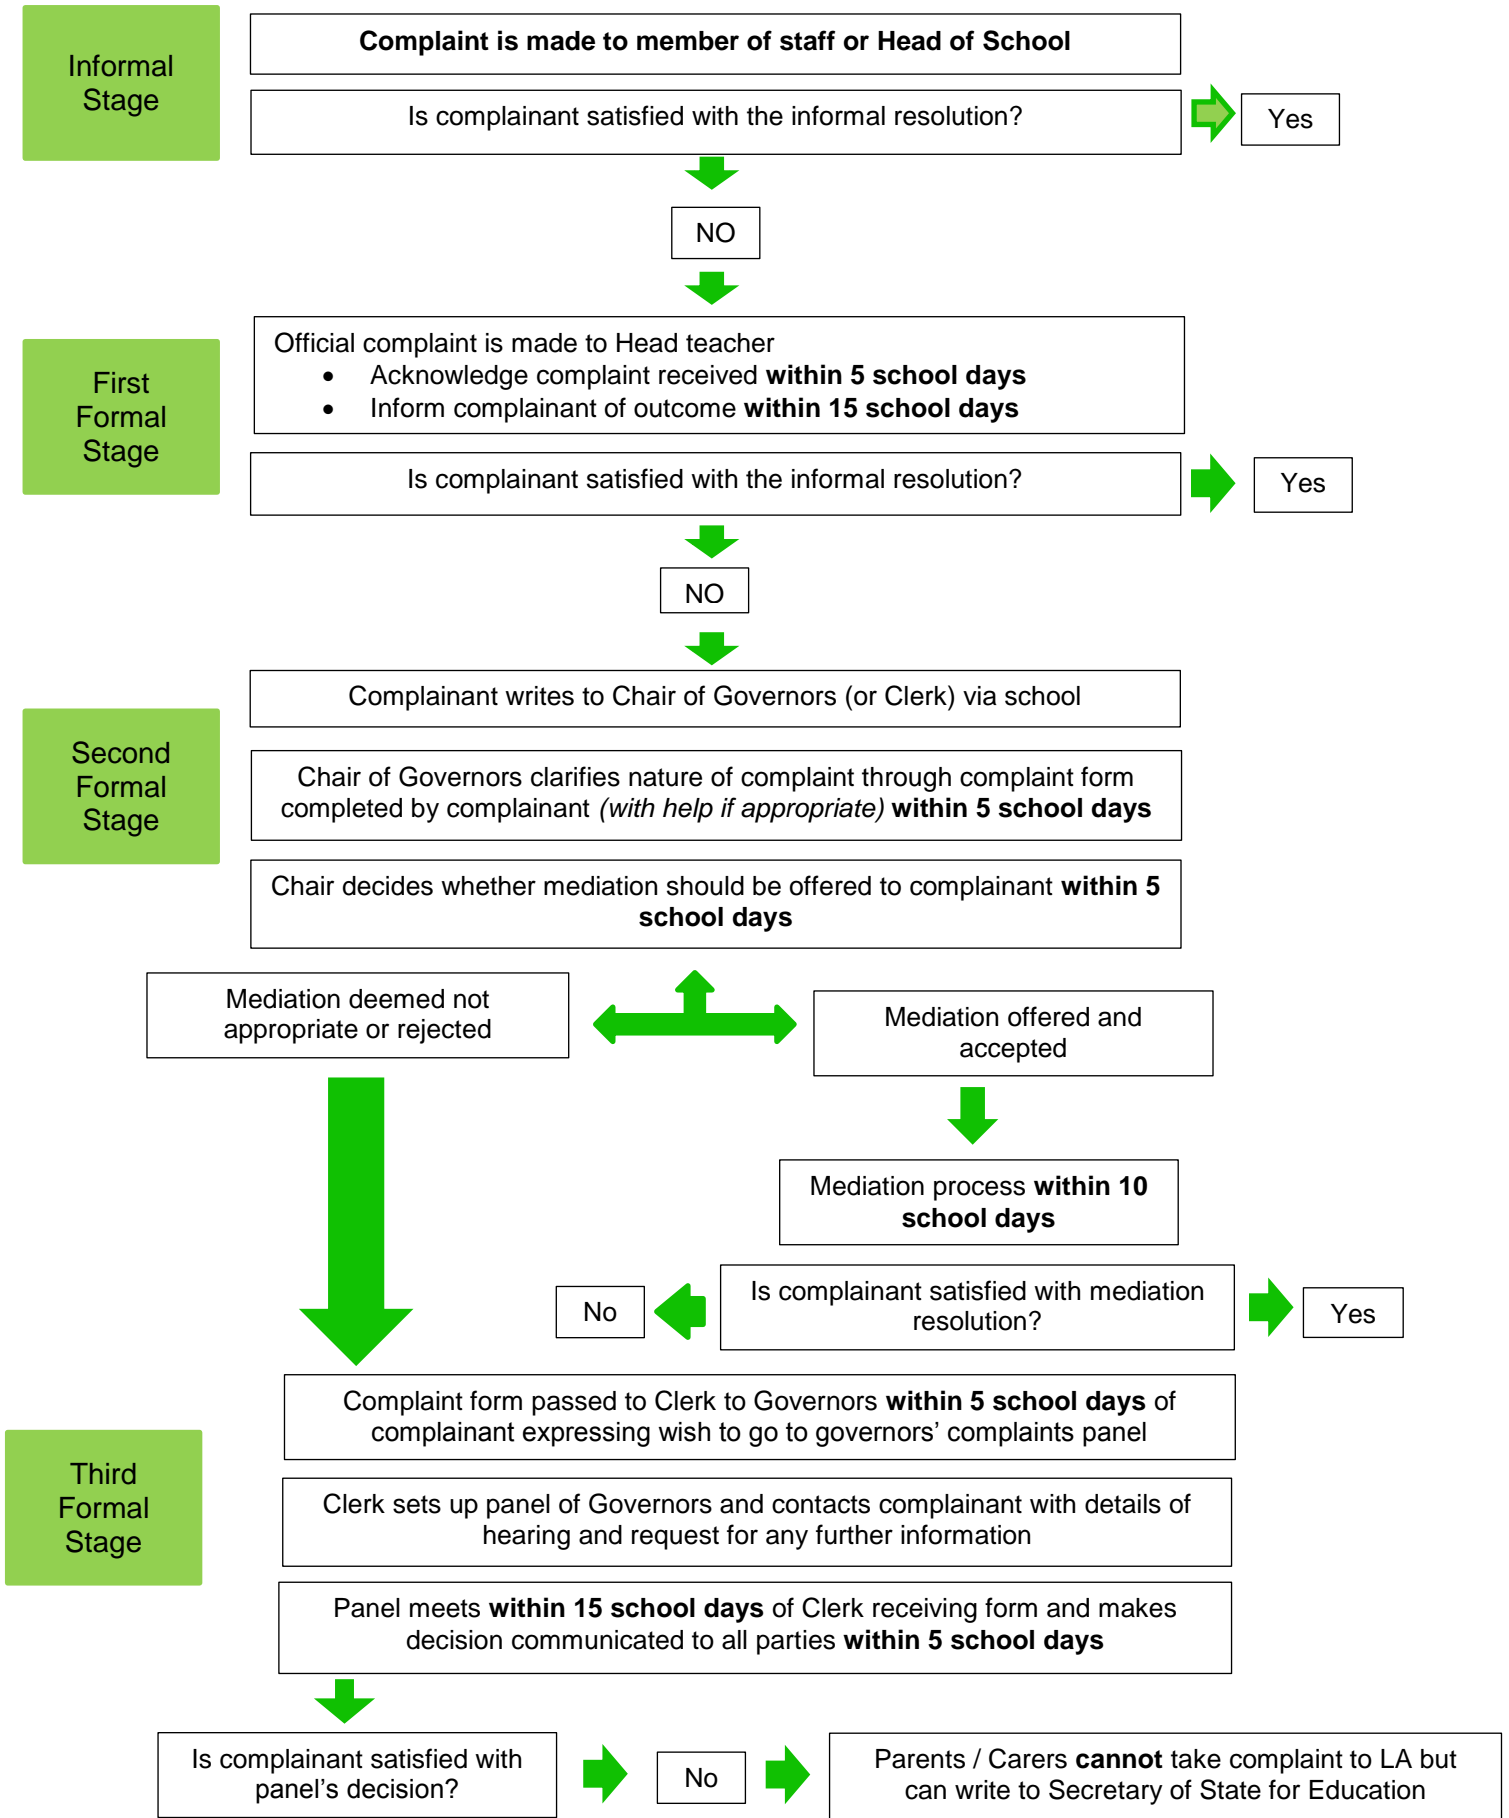 Informal
Stage
Complaint is made to member of staff or Head of School
Is complainant satisfied with the informal resolution?
Yes
NO
First
Formal
Stage
Official complaint is made to Head teacher
• Acknowledge complaint received within 5 school days
• Inform complainant of outcome within 15 school days
Is complainant satisfied with the informal resolution?
Yes
NO
Second
Formal
Stage
Complainant writes to Chair of Governors (or Clerk) via school
Chair of Governors clarifies nature of complaint through complaint form
completed by complainant (with help if appropriate) within 5 school days
Chair decides whether mediation should be offered to complainant within 5
school days
Mediation deemed not
appropriate or rejected
Mediation offered and
accepted
Mediation process within 10
school days
Is complainant satisfied with mediation
resolution?
No
Yes
Third
Formal
Stage
Complaint form passed to Clerk to Governors within 5 school days of
complainant expressing wish to go to governors’ complaints panel
Clerk sets up panel of Governors and contacts complainant with details of
hearing and request for any further information
Panel meets within 15 school days of Clerk receiving form and makes
decision communicated to all parties within 5 school days
Is complainant satisfied with
panel’s decision?
No
Parents / Carers cannot take complaint to LA but
can write to Secretary of State for Education